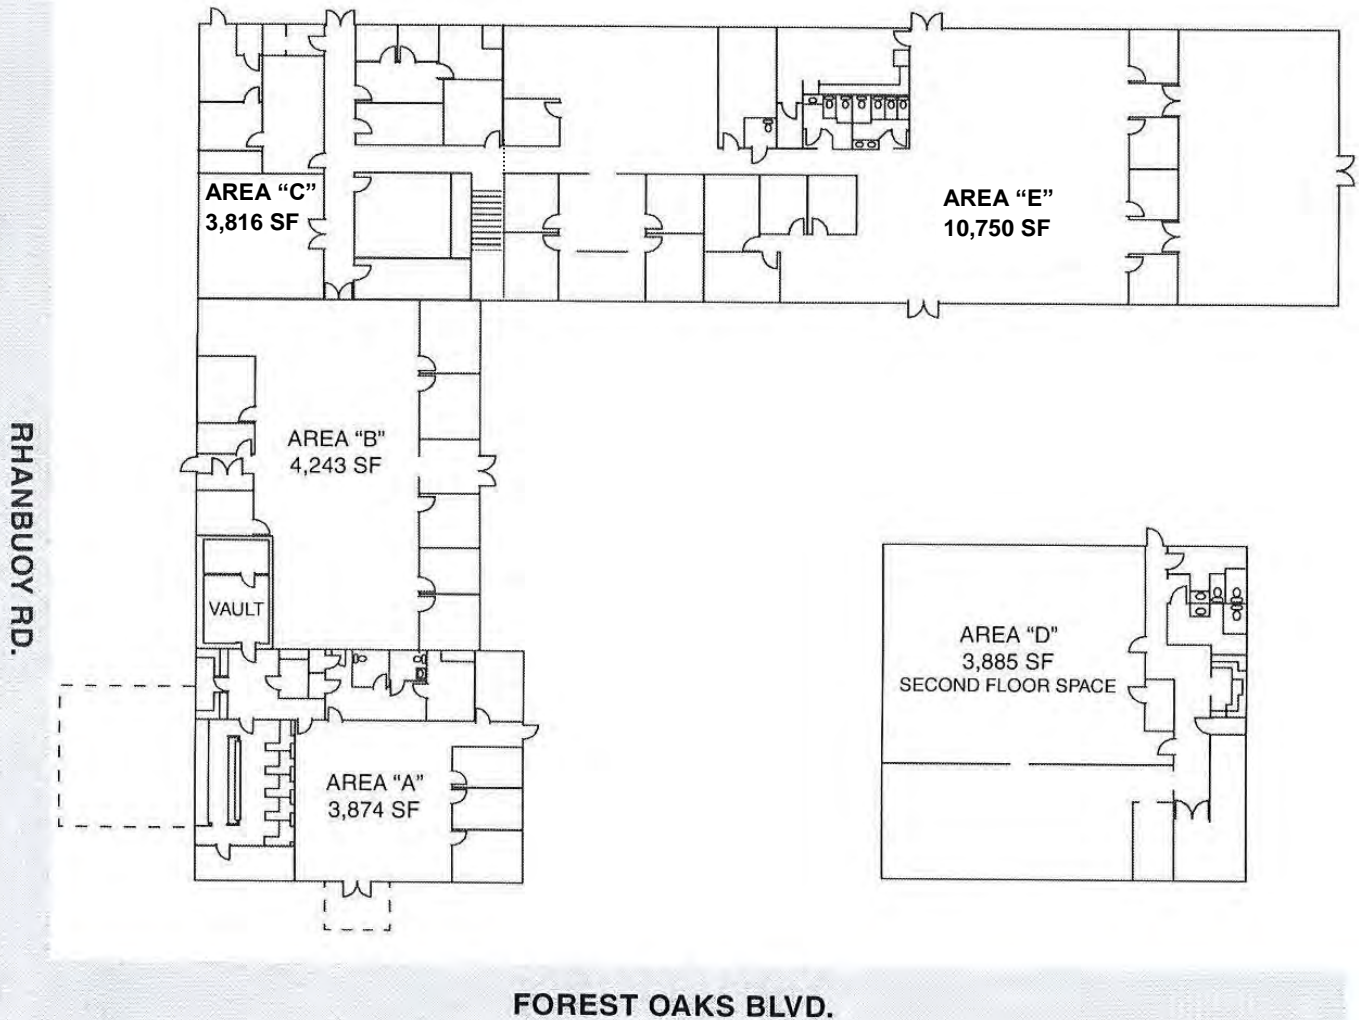 AREA “C”
3,816 SF
AREA “E”
10,750 SF
AREA “B”
4,243 SF
VAULT
AREA “D”
3,885 SF
SECOND FLOOR SPACE
AREA “A”
3,874 SF
RHANBUOY RD.
FOREST OAKS BLVD.